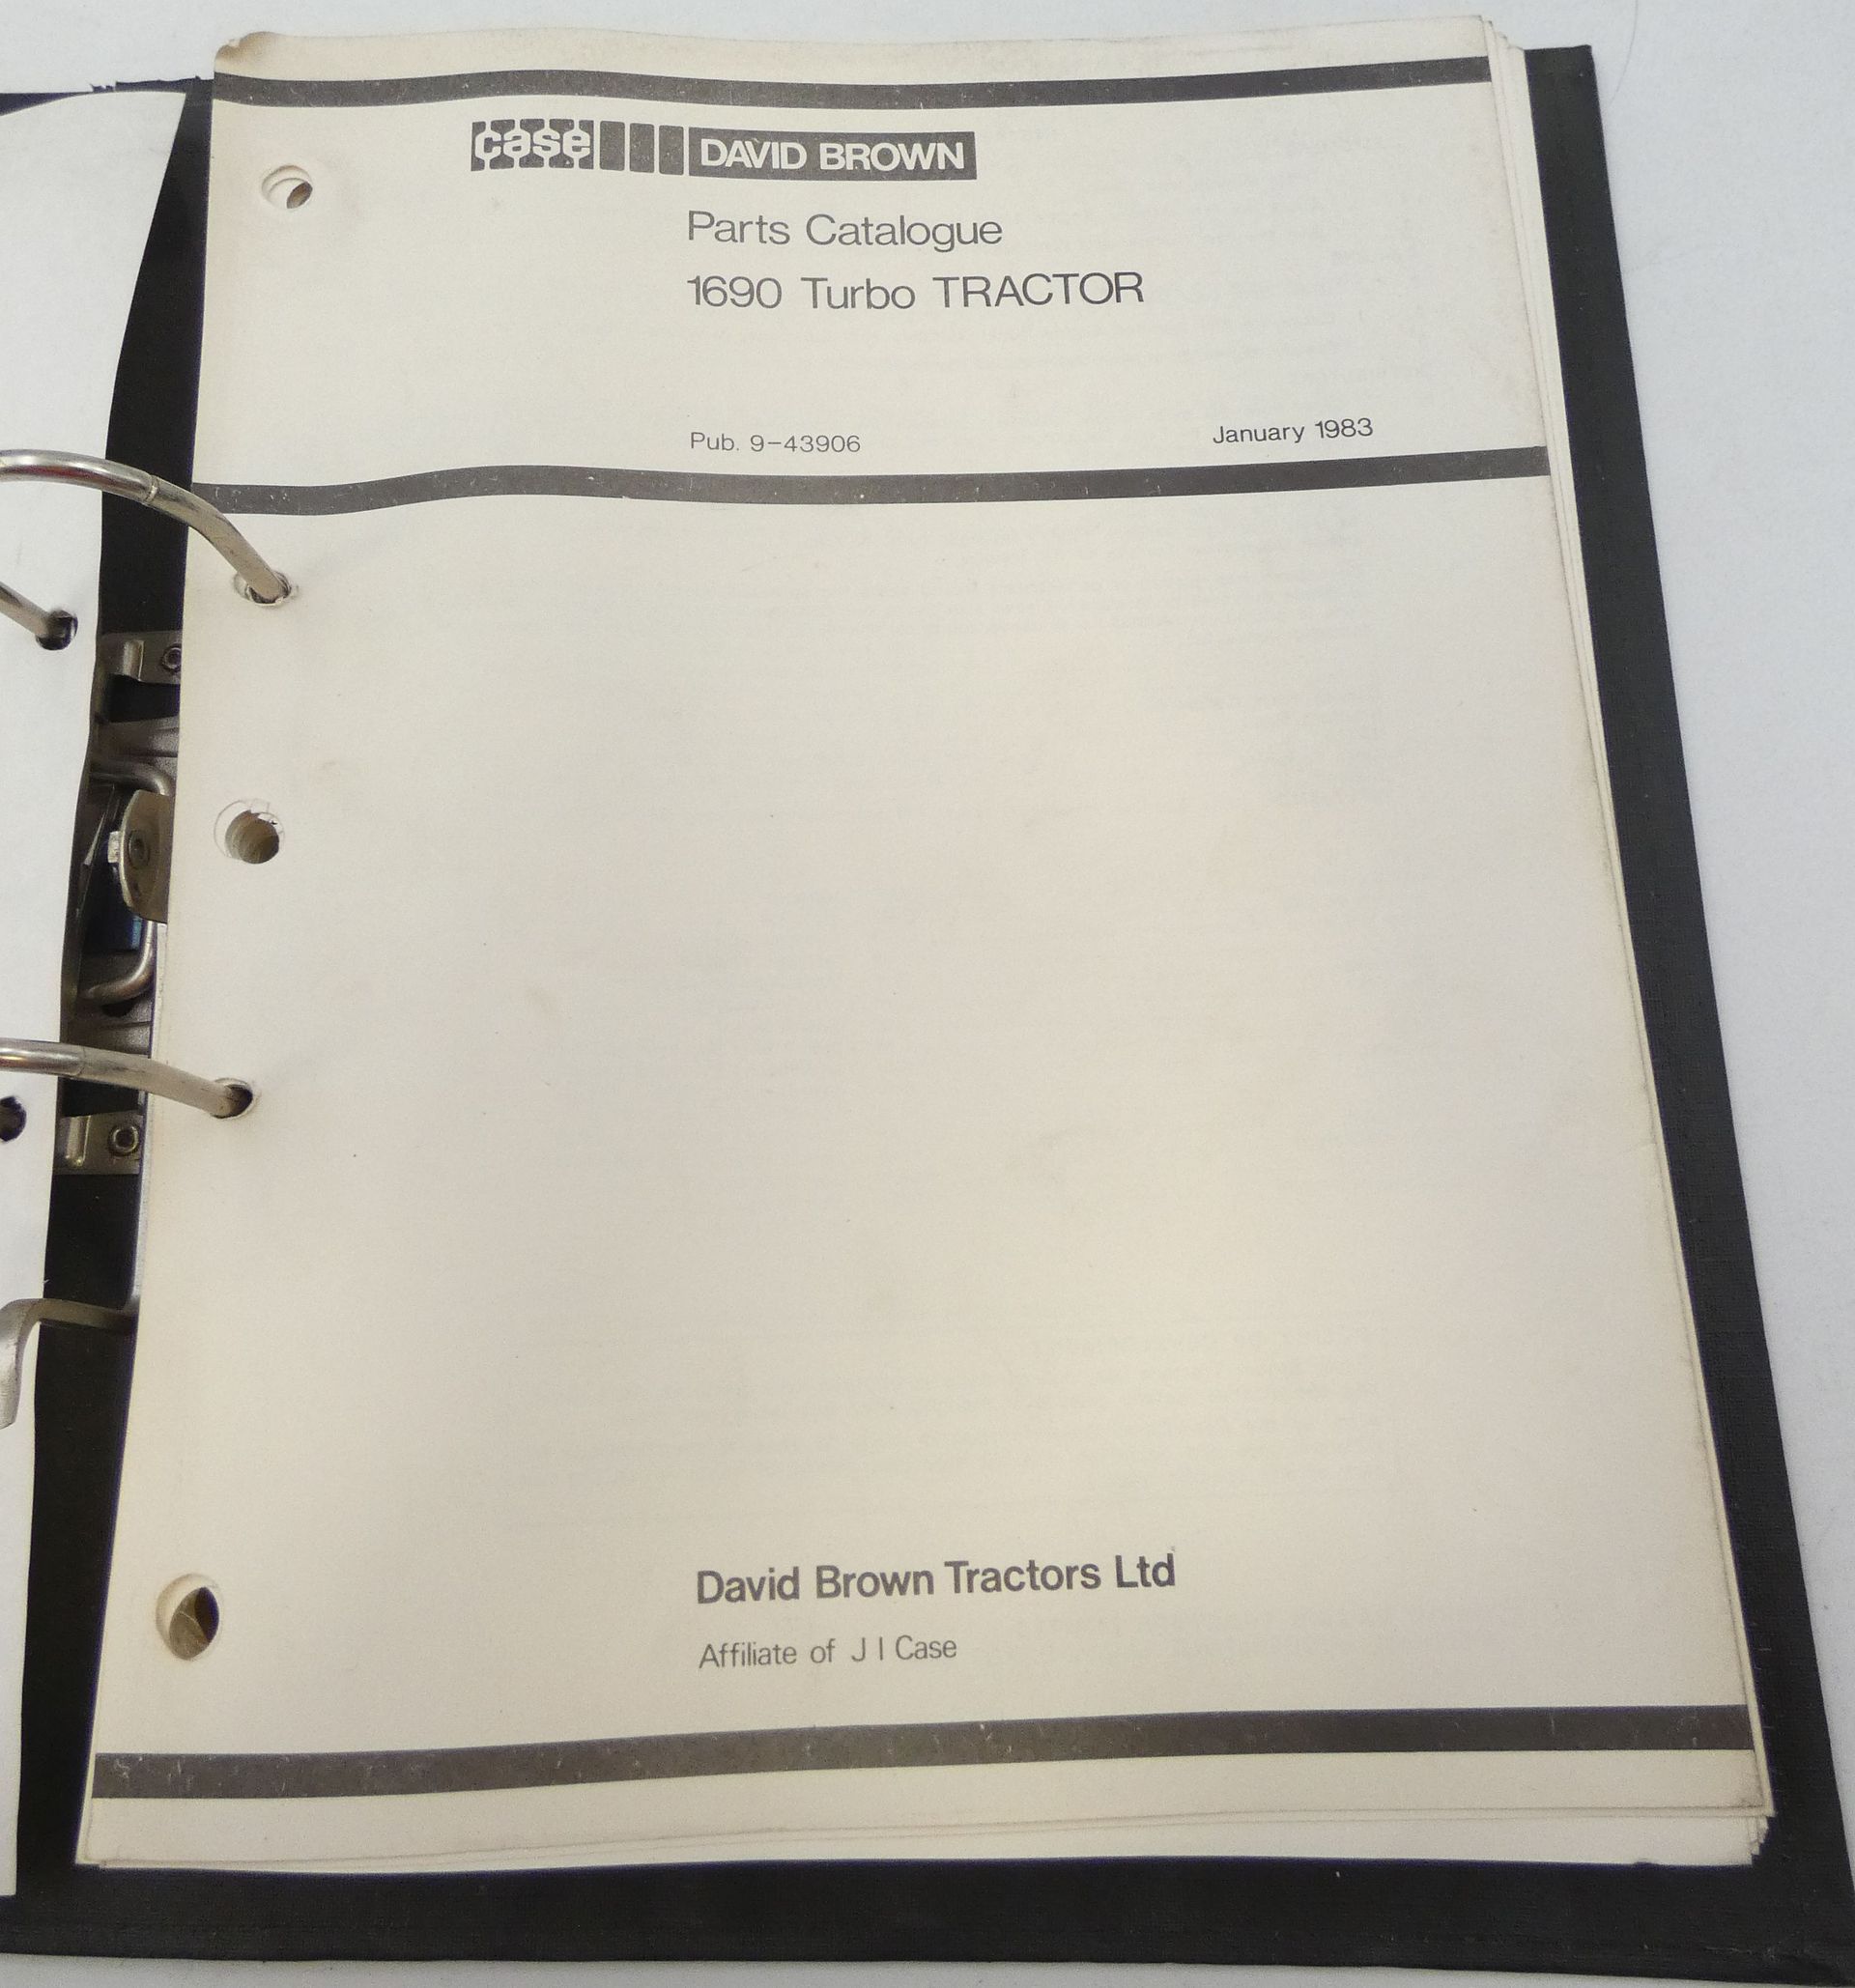 case DAVID BROWN
Parts Catalogue
1690 Turbo TRACTOR
Pub. 9-43906 January 1983
David Brown Tractors Ltd
Affiliate of J I Case